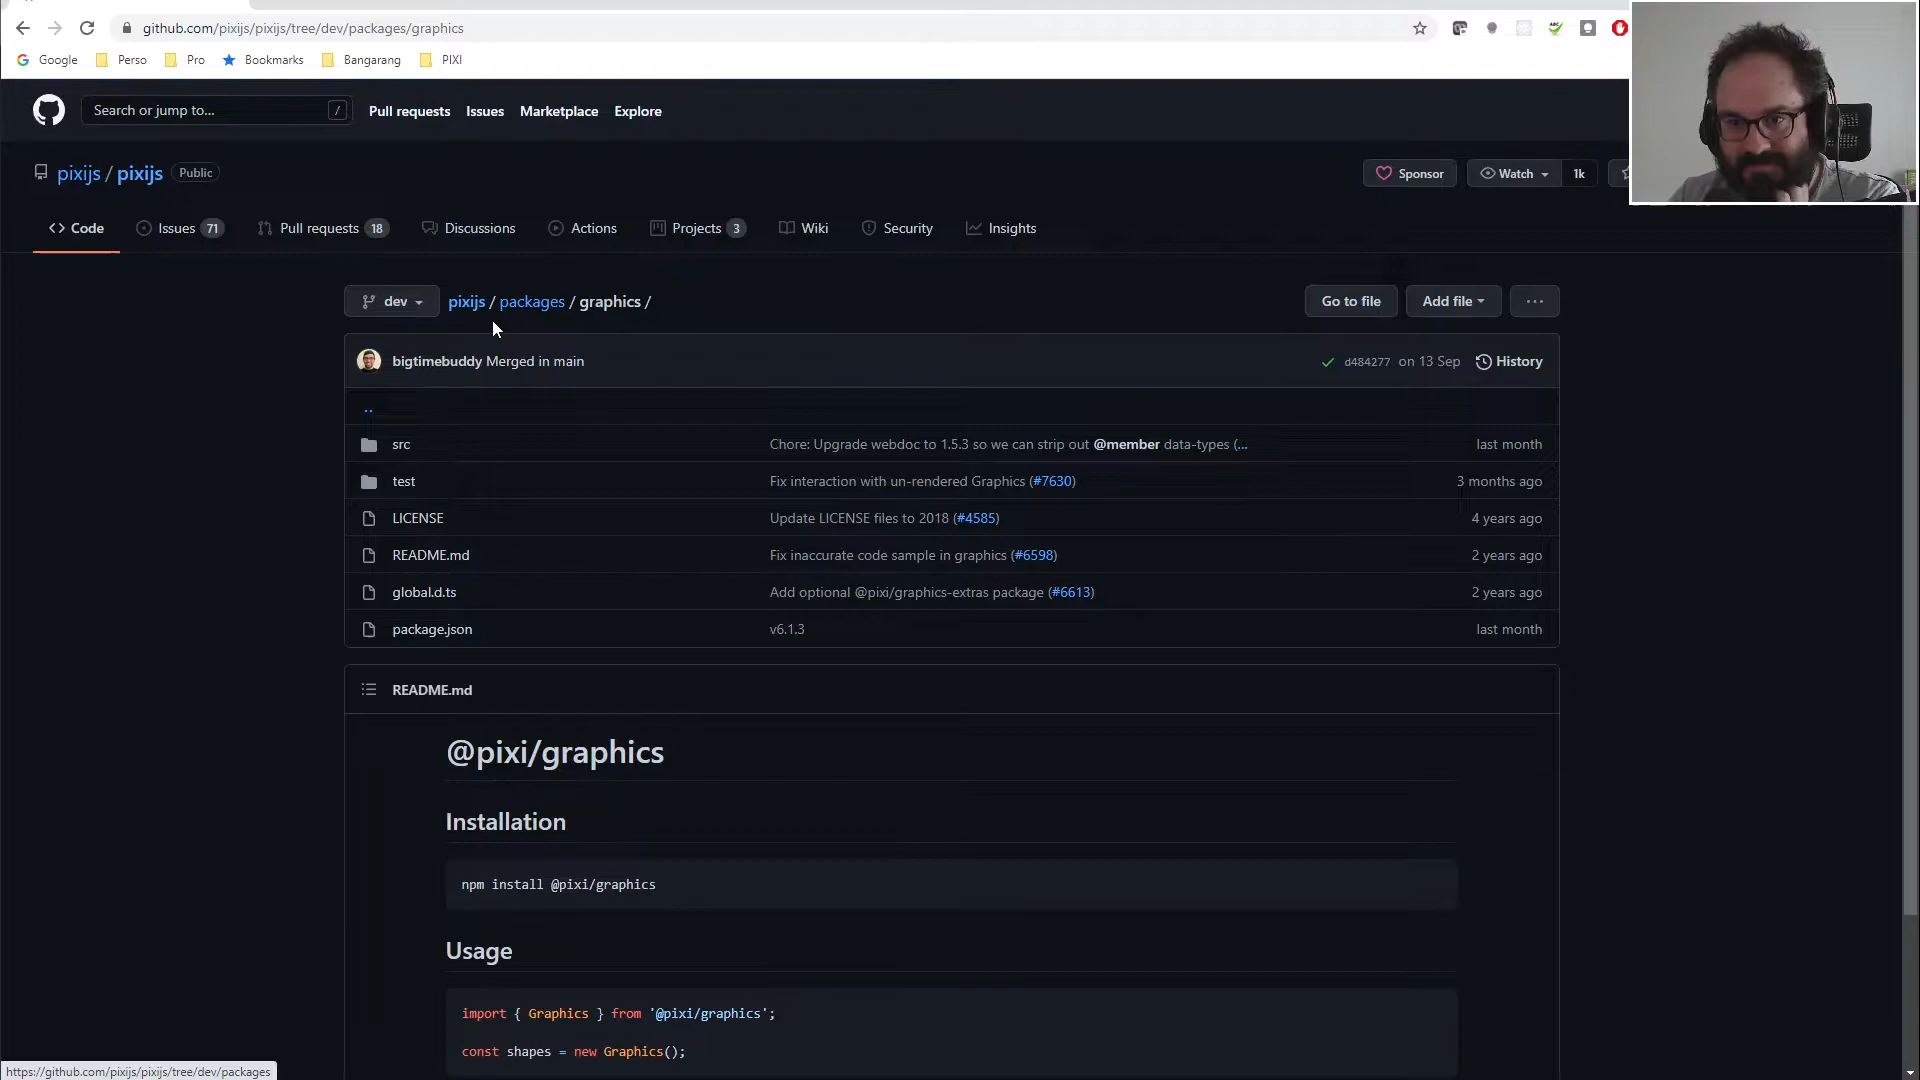 github.com/pixijs/pixijs/tree/dev/packages/graphics
Google Perso Pro Bookmarks Bangarang PIXI
Search or jump to... / Pull requests Issues Marketplace Explore
pixijs / pixijs Public Sponsor Watch 1k
Code Issues 71 Pull requests 18 Discussions Actions Projects 3 Wiki Security Insights
dev pixijs / packages / graphics / Go to file Add file ...
bigtimebuddy Merged in main d484277 on 13 Sep History
..
src Chore: Upgrade webdoc to 1.5.3 so we can strip out @member data-types (... last month
test Fix interaction with un-rendered Graphics (#7630) 3 months ago
LICENSE Update LICENSE files to 2018 (#4585) 4 years ago
README.md Fix inaccurate code sample in graphics (#6598) 2 years ago
global.d.ts Add optional @pixi/graphics-extras package (#6613) 2 years ago
package.json v6.1.3 last month
README.md
@pixi/graphics
Installation
npm install @pixi/graphics
Usage
import { Graphics } from '@pixi/graphics';
const shapes = new Graphics();
https://github.com/pixijs/pixijs/tree/dev/packages